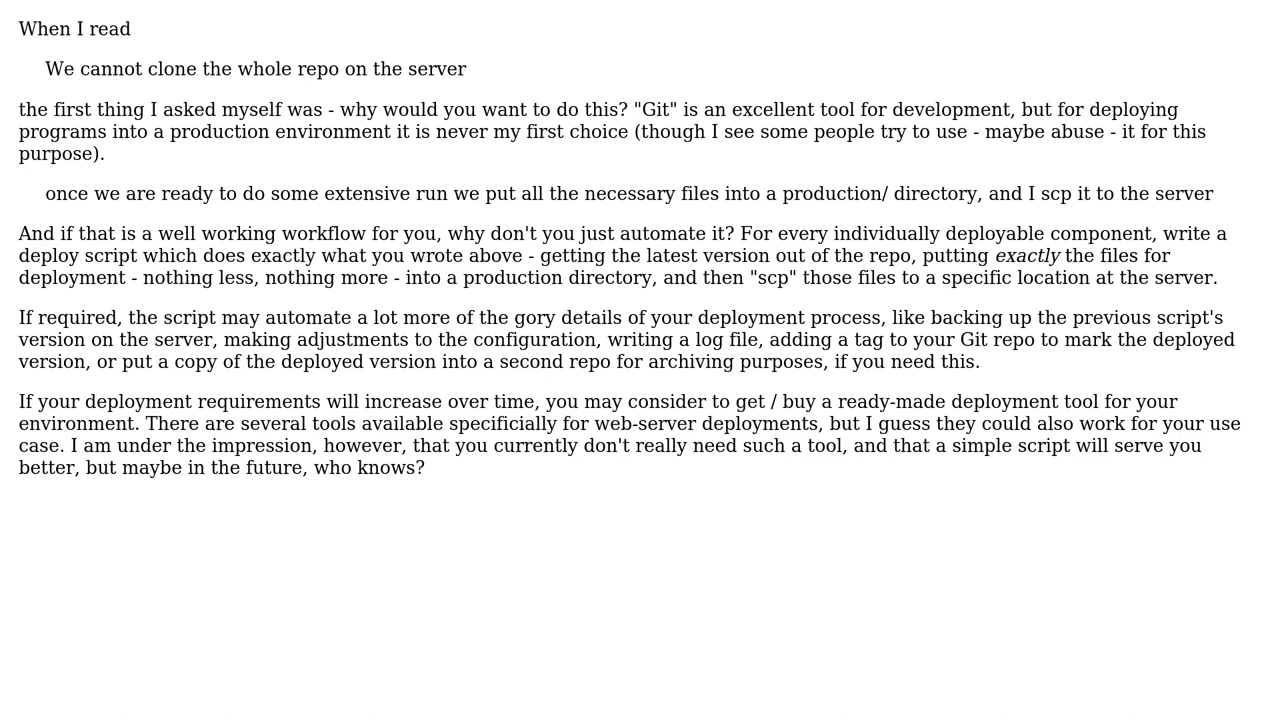 When I read
We cannot clone the whole repo on the server
the first thing I asked myself was - why would you want to do this? "Git" is an excellent tool for development, but for deploying
programs into a production environment it is never my first choice (though I see some people try to use - maybe abuse - it for this
purpose).
once we are ready to do some extensive run we put all the necessary files into a production/ directory, and I scp it to the server
And if that is a well working workflow for you, why don't you just automate it? For every individually deployable component, write a
deploy script which does exactly what you wrote above - getting the latest version out of the repo, putting exactly the files for
deployment - nothing less, nothing more - into a production directory, and then "scp" those files to a specific location at the server.
If required, the script may automate a lot more of the gory details of your deployment process, like backing up the previous script's
version on the server, making adjustments to the configuration, writing a log file, adding a tag to your Git repo to mark the deployed
version, or put a copy of the deployed version into a second repo for archiving purposes, if you need this.
If your deployment requirements will increase over time, you may consider to get / buy a ready-made deployment tool for your
environment. There are several tools available specificially for web-server deployments, but I guess they could also work for your use
case. I am under the impression, however, that you currently don't really need such a tool, and that a simple script will serve you
better, but maybe in the future, who knows?